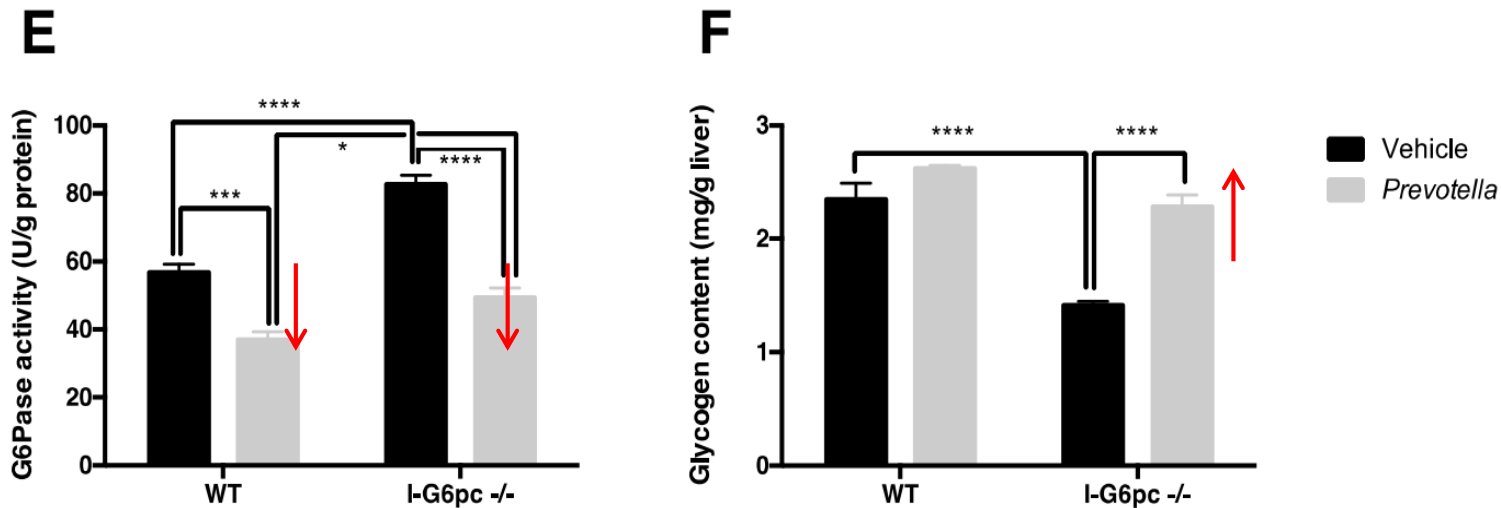 E
G6Pase activity (U/g protein)
100
80
60
40
20
0
****
*
****
***
WT
I-G6pc -/-
F
Glycogen content (mg/g liver)
3
2
1
0
****
****
WT
I-G6pc -/-
Vehicle
Prevotella